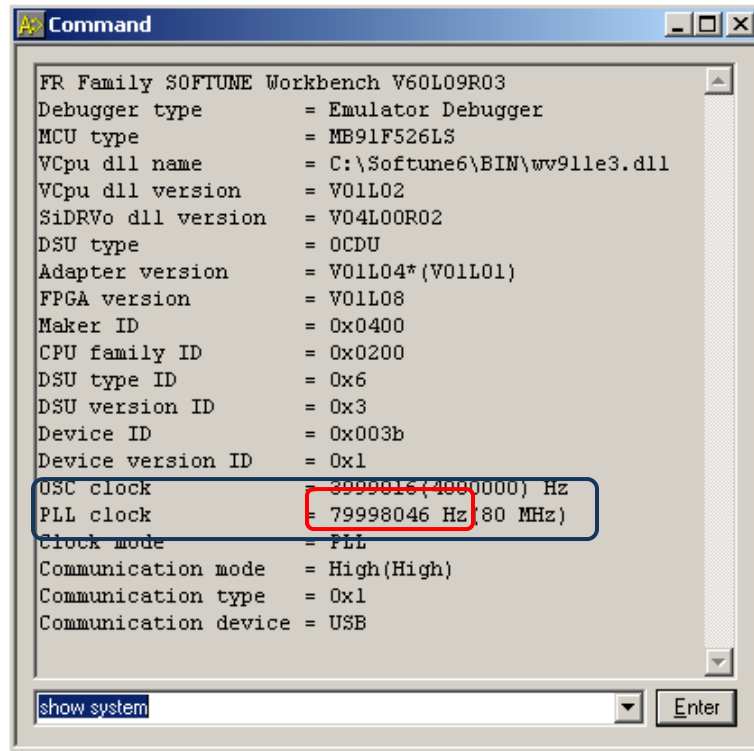 Command
FR Family SOFTUNE Workbench V60L09R03
Debugger type = Emulator Debugger
MCU type = MB91F526LS
VCpu dll name = C:\Softune6\BIN\wv911e3.dll
VCpu dll version = V01L02
SiDRVo dll version = V04L00R02
DSU type = OCDU
Adapter version = V01L04*(V01L01)
FPGA version = V01L08
Maker ID = 0x0400
CPU family ID = 0x0200
DSU type ID = 0x6
DSU version ID = 0x3
Device ID = 0x003b
Device version ID = 0x1
OSC clock = 3999816(4000000) Hz
PLL clock = 79998046 Hz(80 MHz)
Clock mode = PLL
Communication mode = High(High)
Communication type = 0x1
Communication device = USB
show system
Enter